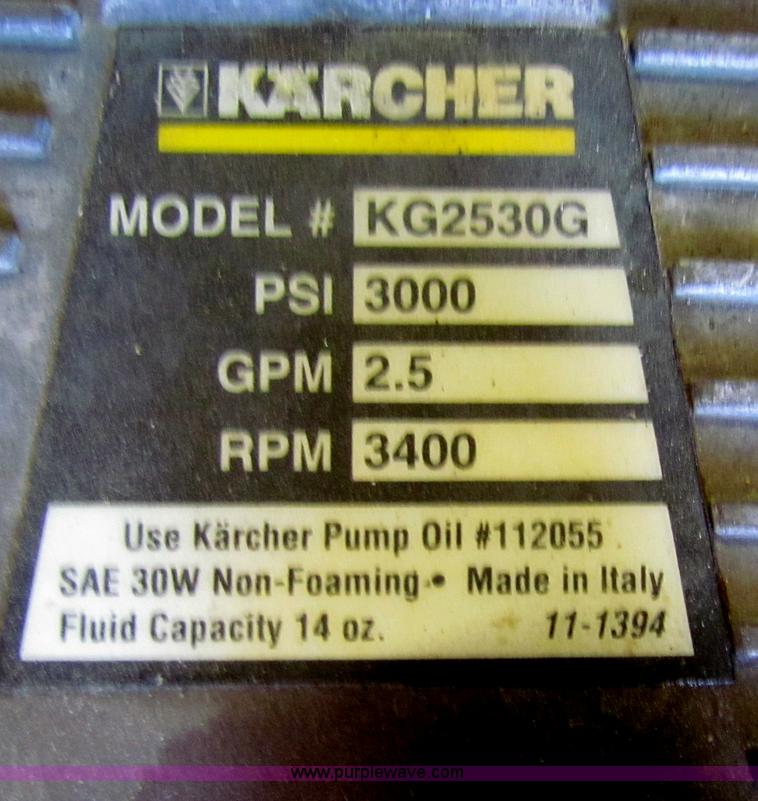 KÄRCHER
MODEL # KG2530G
PSI 3000
GPM 2.5
RPM 3400
Use Kärcher Pump Oil #112055
SAE 30W Non-Foaming • Made in Italy
Fluid Capacity 14 oz. 11-1394
www.purplewave.com